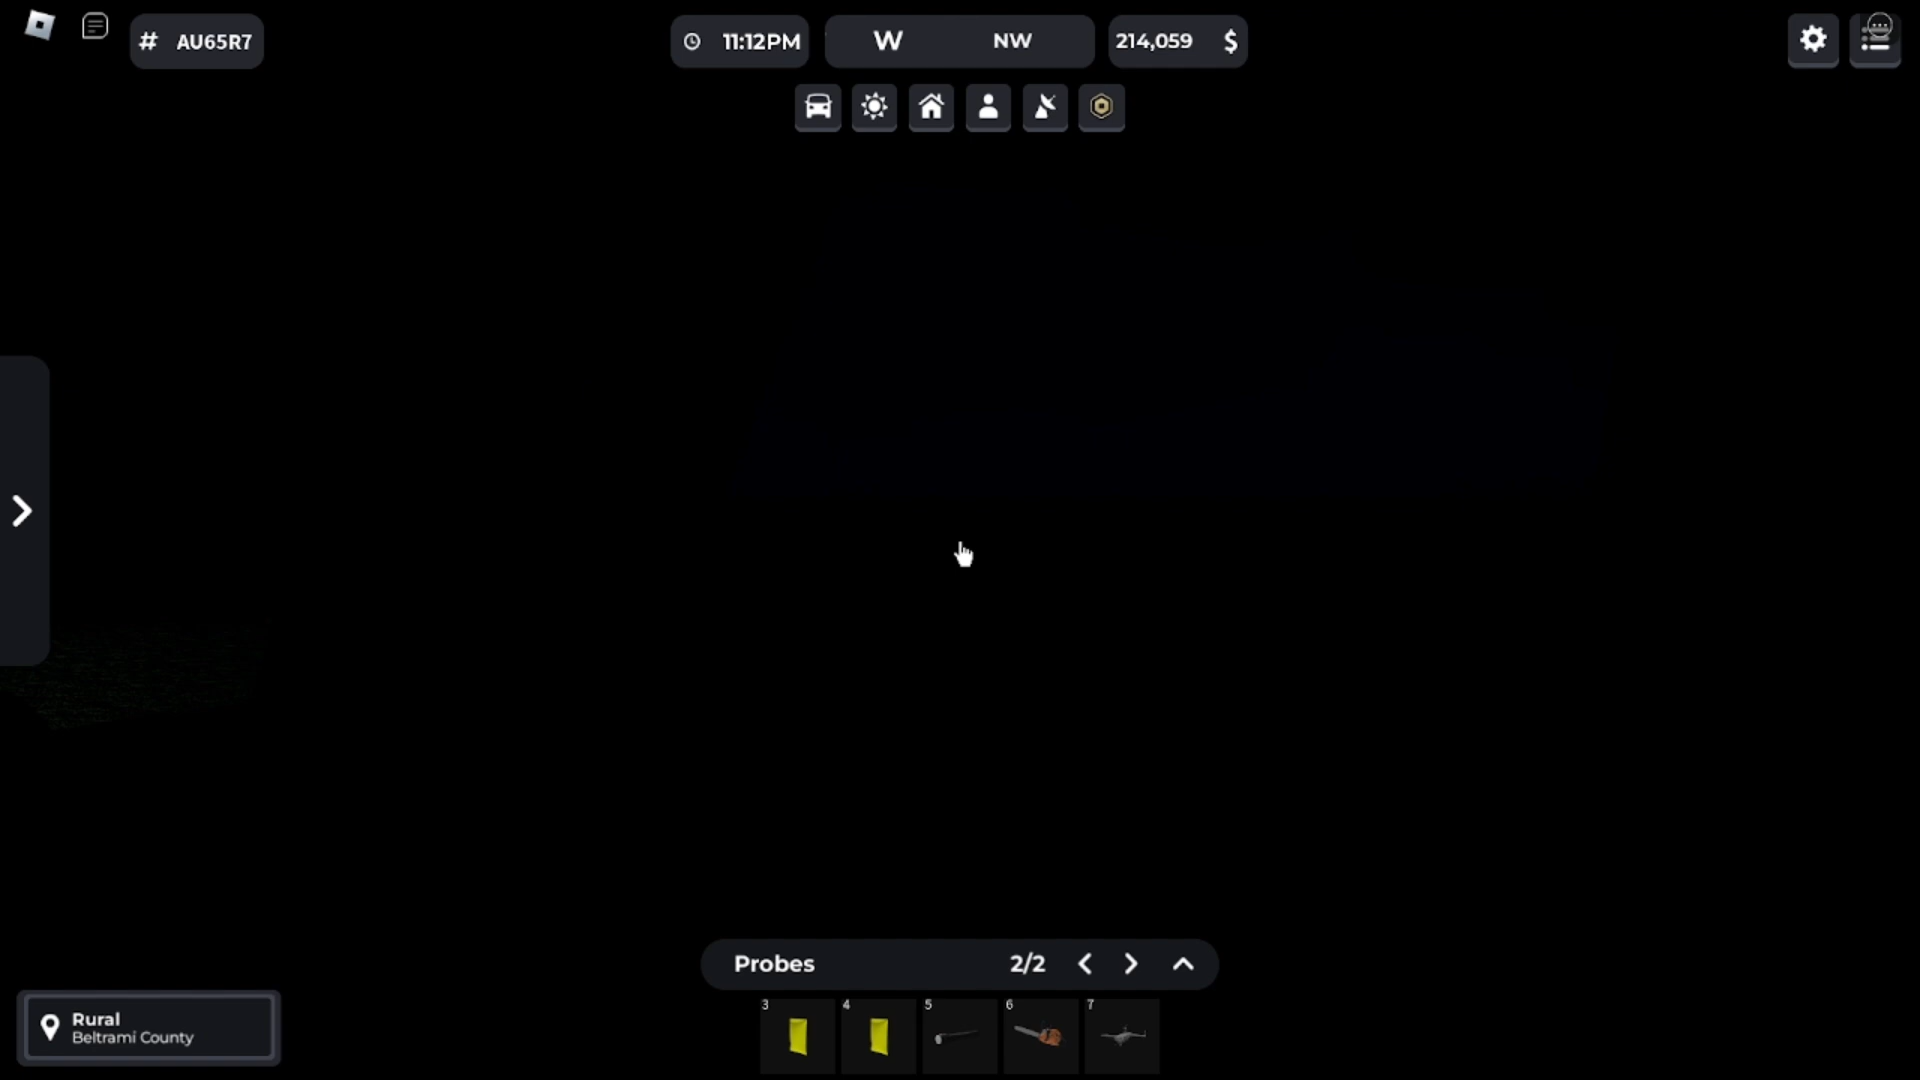 # AU65R7
11:12PM
W NW
214,059 $
Probes 2/2
3 4 5 6 7
Rural
Beltrami County